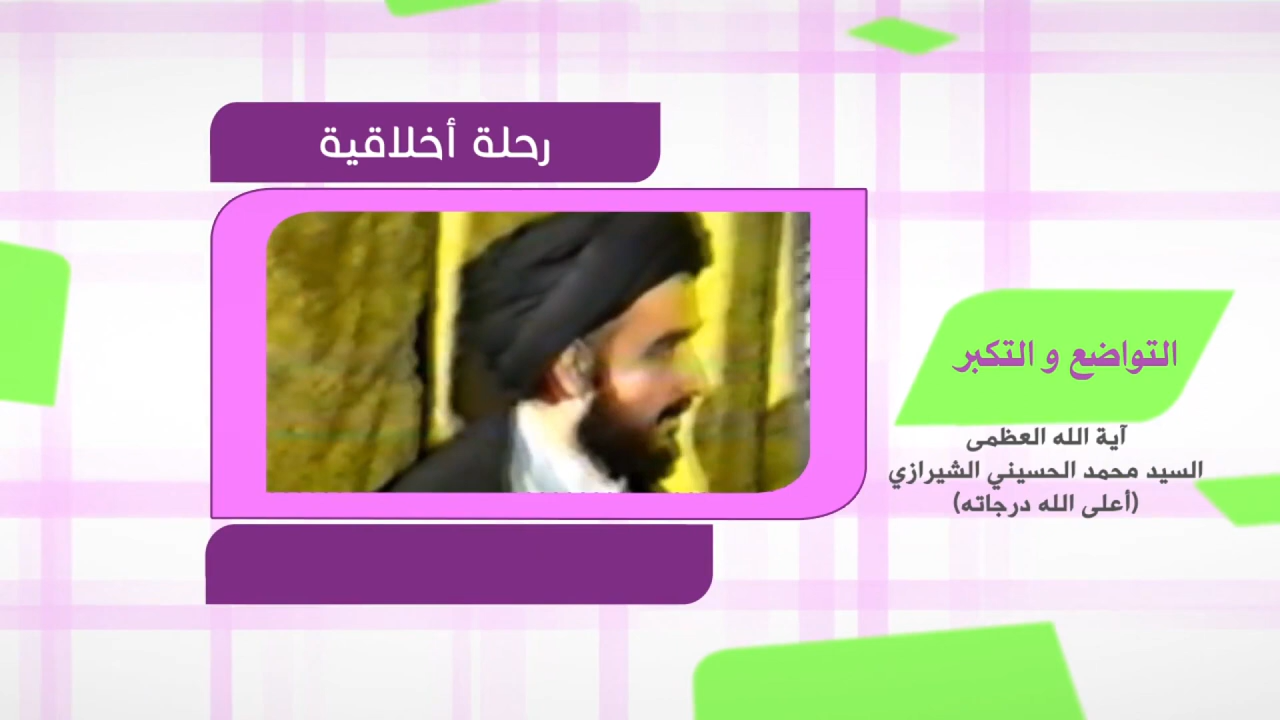 رحلة أخلاقية
التواضع و التكبر
آية الله العظمى
السيد محمد الحسيني الشيرازي
(أعلى الله درجاته)